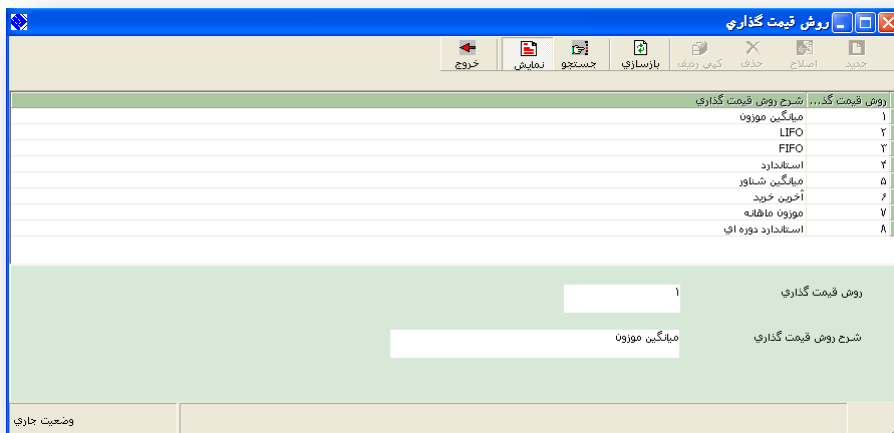 روش قيمت گذاري
جديد اصلاح حذف کپي رديف بازسازي جستجو نمايش خروج
روش قيمت گذ... شرح روش قيمت گذاري
۱ ميانگين موزون
۲ LIFO
۳ FIFO
۴ استاندارد
۵ ميانگين شناور
۶ آخرين خريد
۷ موزون ماهانه
۸ استاندارد دوره اي
روش قيمت گذاري ۱
شرح روش قيمت گذاري ميانگين موزون
وضعيت جاري